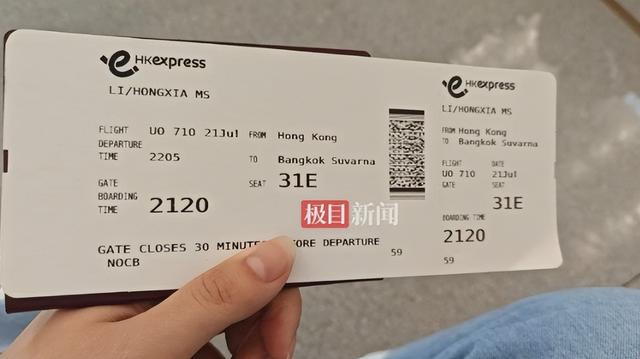 HKexpress
LI/HONGXIA MS
FLIGHT UO 710 21Jul FROM Hong Kong
DEPARTURE
TIME 2205 TO Bangkok Suvarna
GATE SEAT 31E
BOARDING
TIME 2120
GATE CLOSES 30 MINUTE ORE DEPARTURE
NOCB
59
极目新闻
HKexpress
LI/HONGXIA MS
FROM Hong Kong
TO Bangkok Suvarna
FLIGHT DATE
UO 710 21Jul
GATE SEAT
31E
BOARDING TIME
2120
59